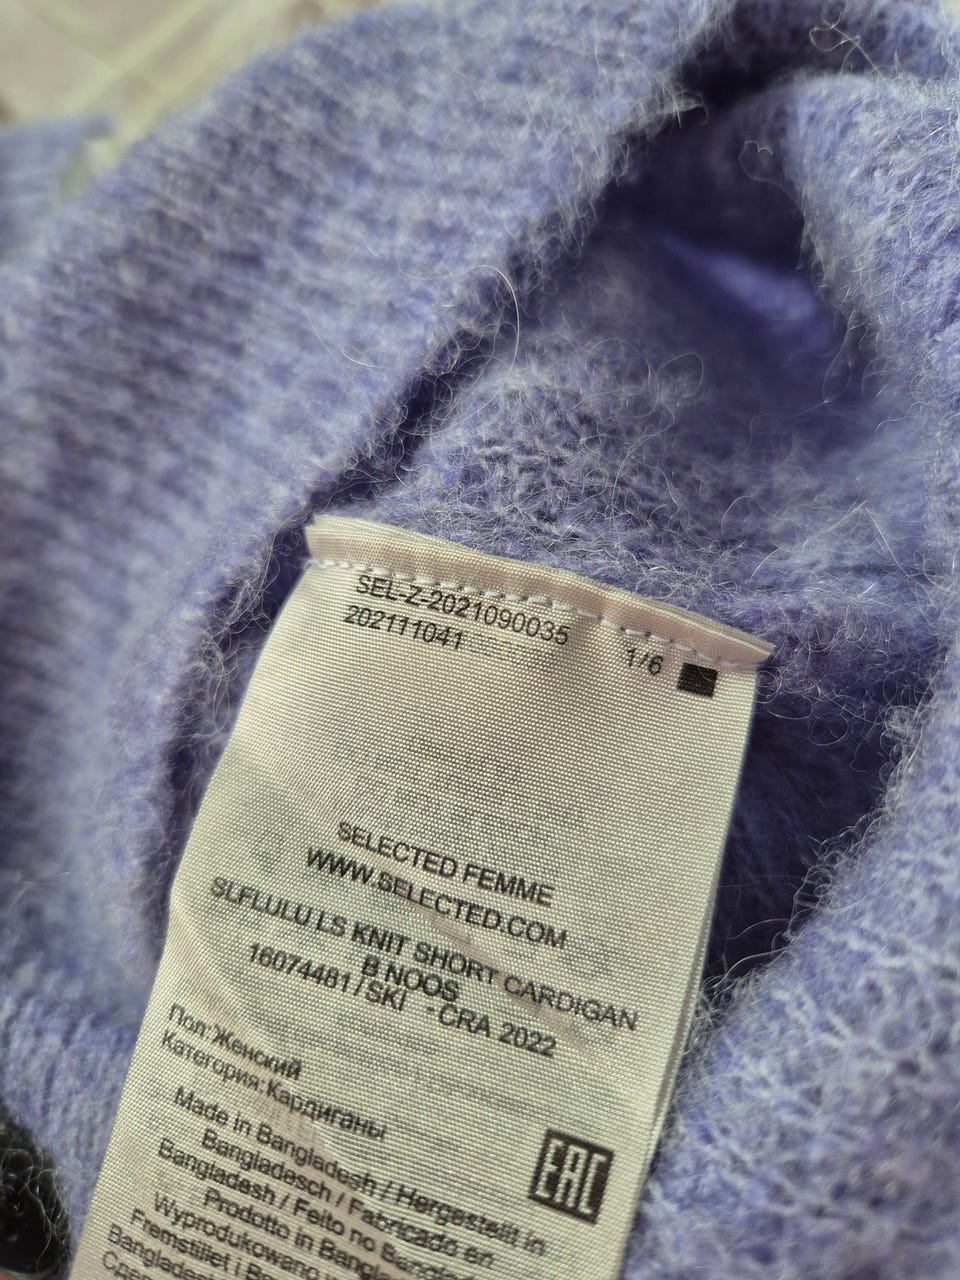 SEL-Z-2021090035
202111041
1/6
SELECTED FEMME
WWW.SELECTED.COM
SLFLULU LS KNIT SHORT CARDIGAN
B NOOS
16074481 / SKI - CRA 2022
Пол: Женский
Категория: Кардиганы
EAC
Made in Bangladesh / Hergestellt in
Bangladesch / Fabricado en
Bangladesh / Feito no Bangladesh
Prodotto in
Wyprodukowano
Fremstillet i